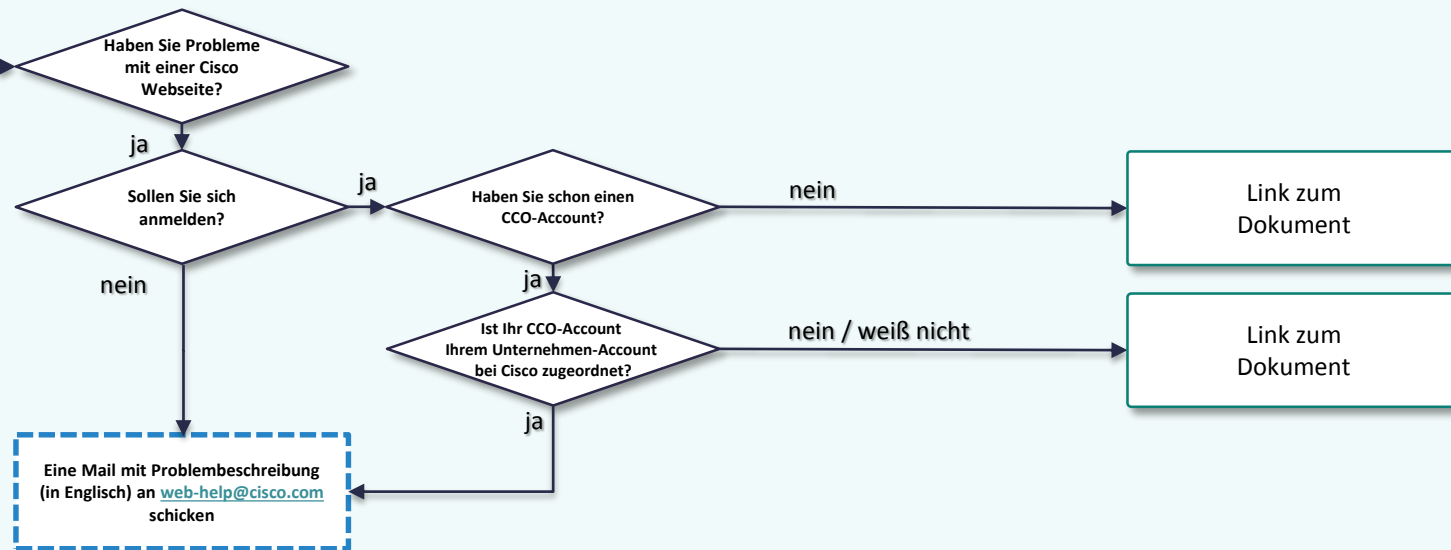 Haben Sie Probleme
mit einer Cisco
Webseite?
ja
Sollen Sie sich
anmelden?
ja
Haben Sie schon einen
CCO-Account?
nein
Link zum
Dokument
nein
ja
Ist Ihr CCO-Account
Ihrem Unternehmen-Account
bei Cisco zugeordnet?
nein / weiß nicht
Link zum
Dokument
ja
Eine Mail mit Problembeschreibung
(in Englisch) an web-help@cisco.com
schicken